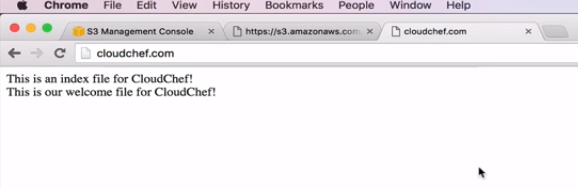 Chrome File Edit View History Bookmarks People Window Help
S3 Management Console × https://s3.amazonaws.com × cloudchef.com ×
cloudchef.com
This is an index file for CloudChef!
This is our welcome file for CloudChef!